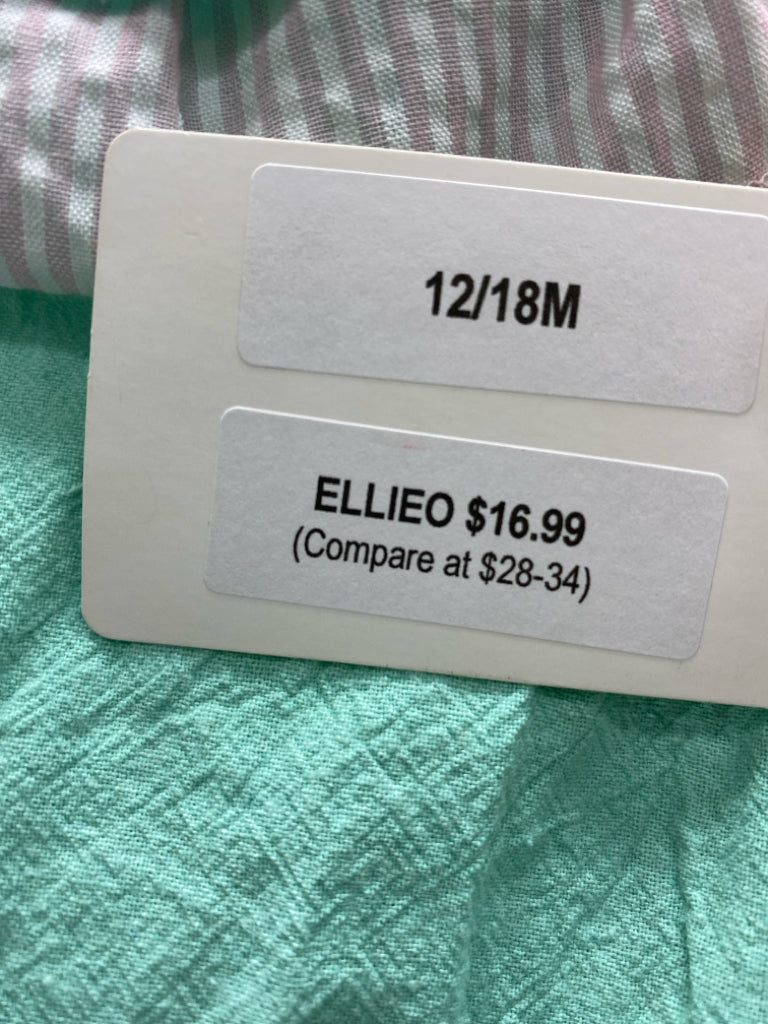 12/18M
ELLIEO $16.99
(Compare at $28-34)